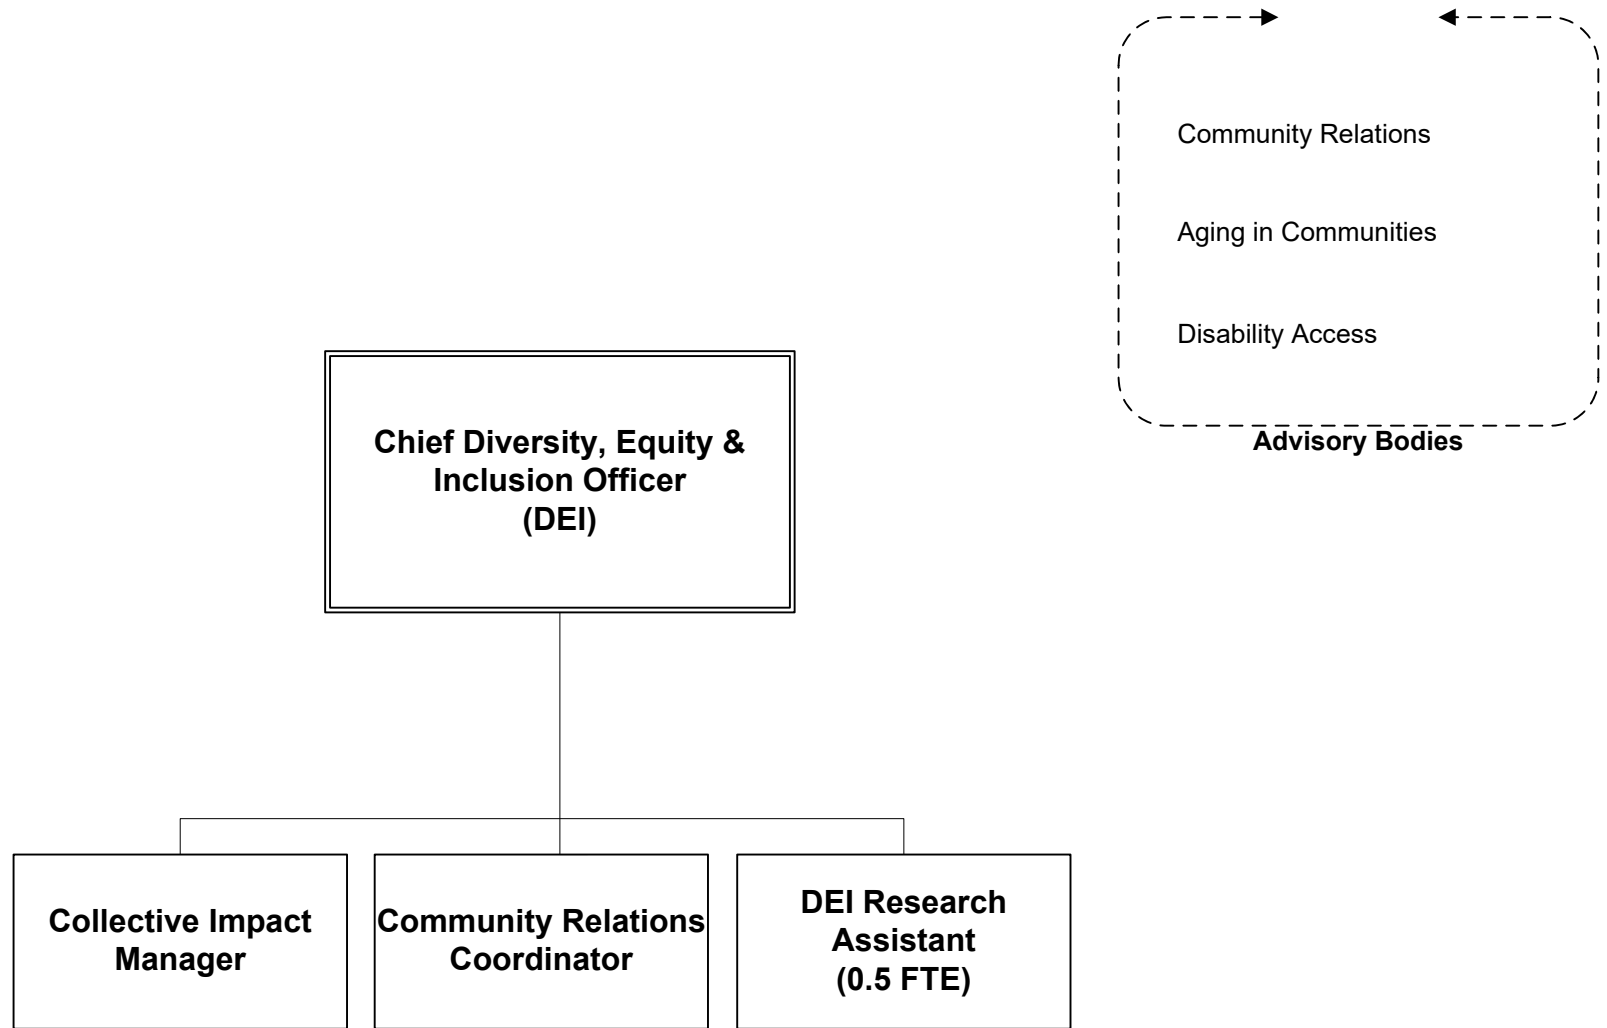 Community Relations
Aging in Communities
Disability Access
Advisory Bodies
Chief Diversity, Equity &
Inclusion Officer
(DEI)
Collective Impact
Manager
Community Relations
Coordinator
DEI Research
Assistant
(0.5 FTE)